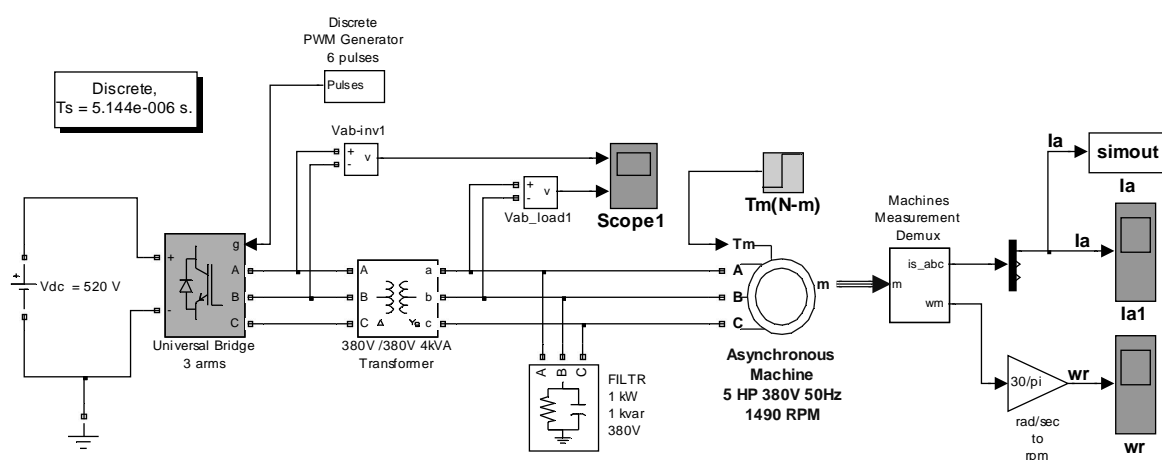 Discrete
PWM Generator
6 pulses
Pulses
Discrete,
Ts = 5.144e-006 s.
Vab-inv1
+
-
v
Scope1
+
-
v
Vab_load1
Tm(N-m)
Ia
simout
Ia
Ia
Ia1
Machines
Measurement
Demux
m
is_abc
wm
+
Vdc = 520 V
+
-
g
A
B
C
Universal Bridge
3 arms
A
B
C
a
b
c
Δ
Yg
380V /380V 4kVA
Transformer
A
B
C
FILTR
1 kW
1 kvar
380V
Tm
A
B
C
m
Asynchronous
Machine
5 HP 380V 50Hz
1490 RPM
30/pi
rad/sec
to
rpm
wr
wr